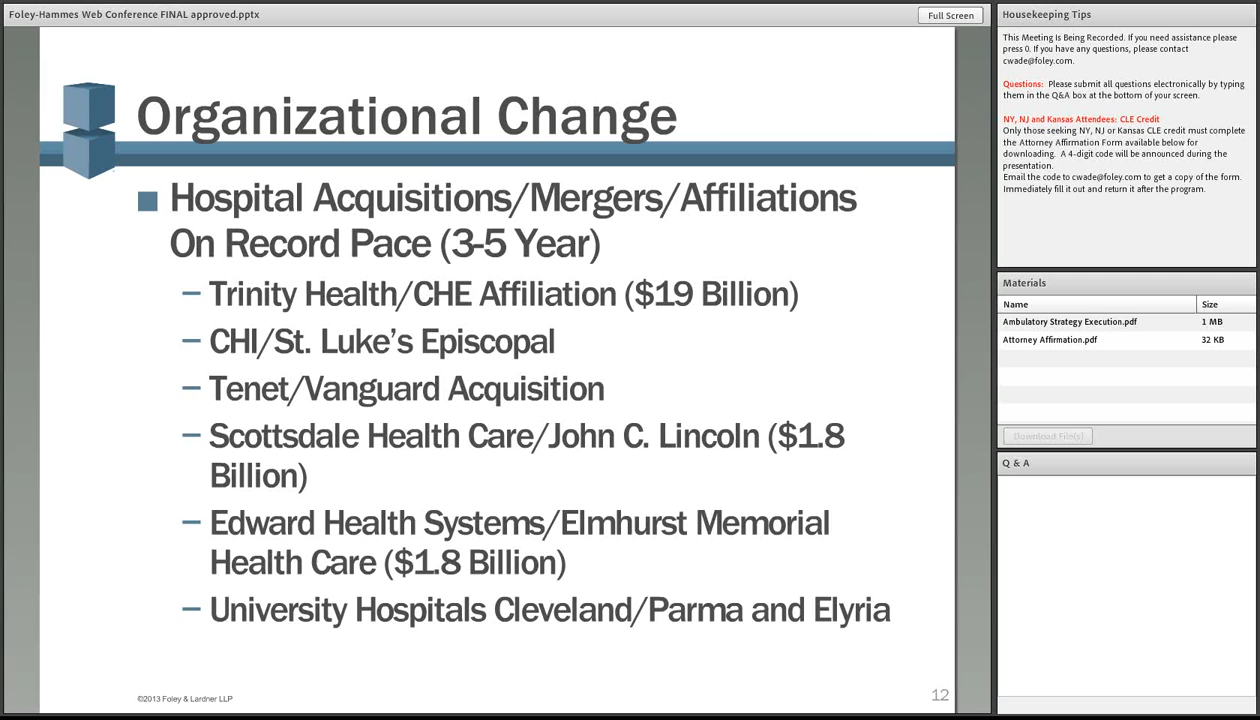 Foley-Hammes Web Conference FINAL approved.pptx
Full Screen
Organizational Change
Hospital Acquisitions/Mergers/Affiliations
On Record Pace (3-5 Year)
– Trinity Health/CHE Affiliation ($19 Billion)
– CHI/St. Luke’s Episcopal
– Tenet/Vanguard Acquisition
– Scottsdale Health Care/John C. Lincoln ($1.8
Billion)
– Edward Health Systems/Elmhurst Memorial
Health Care ($1.8 Billion)
– University Hospitals Cleveland/Parma and Elyria
©2013 Foley & Lardner LLP
12
Housekeeping Tips
This Meeting Is Being Recorded. If you need assistance please
press 0. If you have any questions, please contact
cwade@foley.com.
Questions: Please submit all questions electronically by typing
them in the Q&A box at the bottom of your screen.
NY, NJ and Kansas Attendees: CLE Credit
Only those seeking NY, NJ or Kansas CLE credit must complete
the Attorney Affirmation Form available below for
downloading. A 4-digit code will be announced during the
presentation.
Email the code to cwade@foley.com to get a copy of the form.
Immediately fill it out and return it after the program.
Materials
Name Size
Ambulatory Strategy Execution.pdf 1 MB
Attorney Affirmation.pdf 32 KB
Download File(s)
Q & A